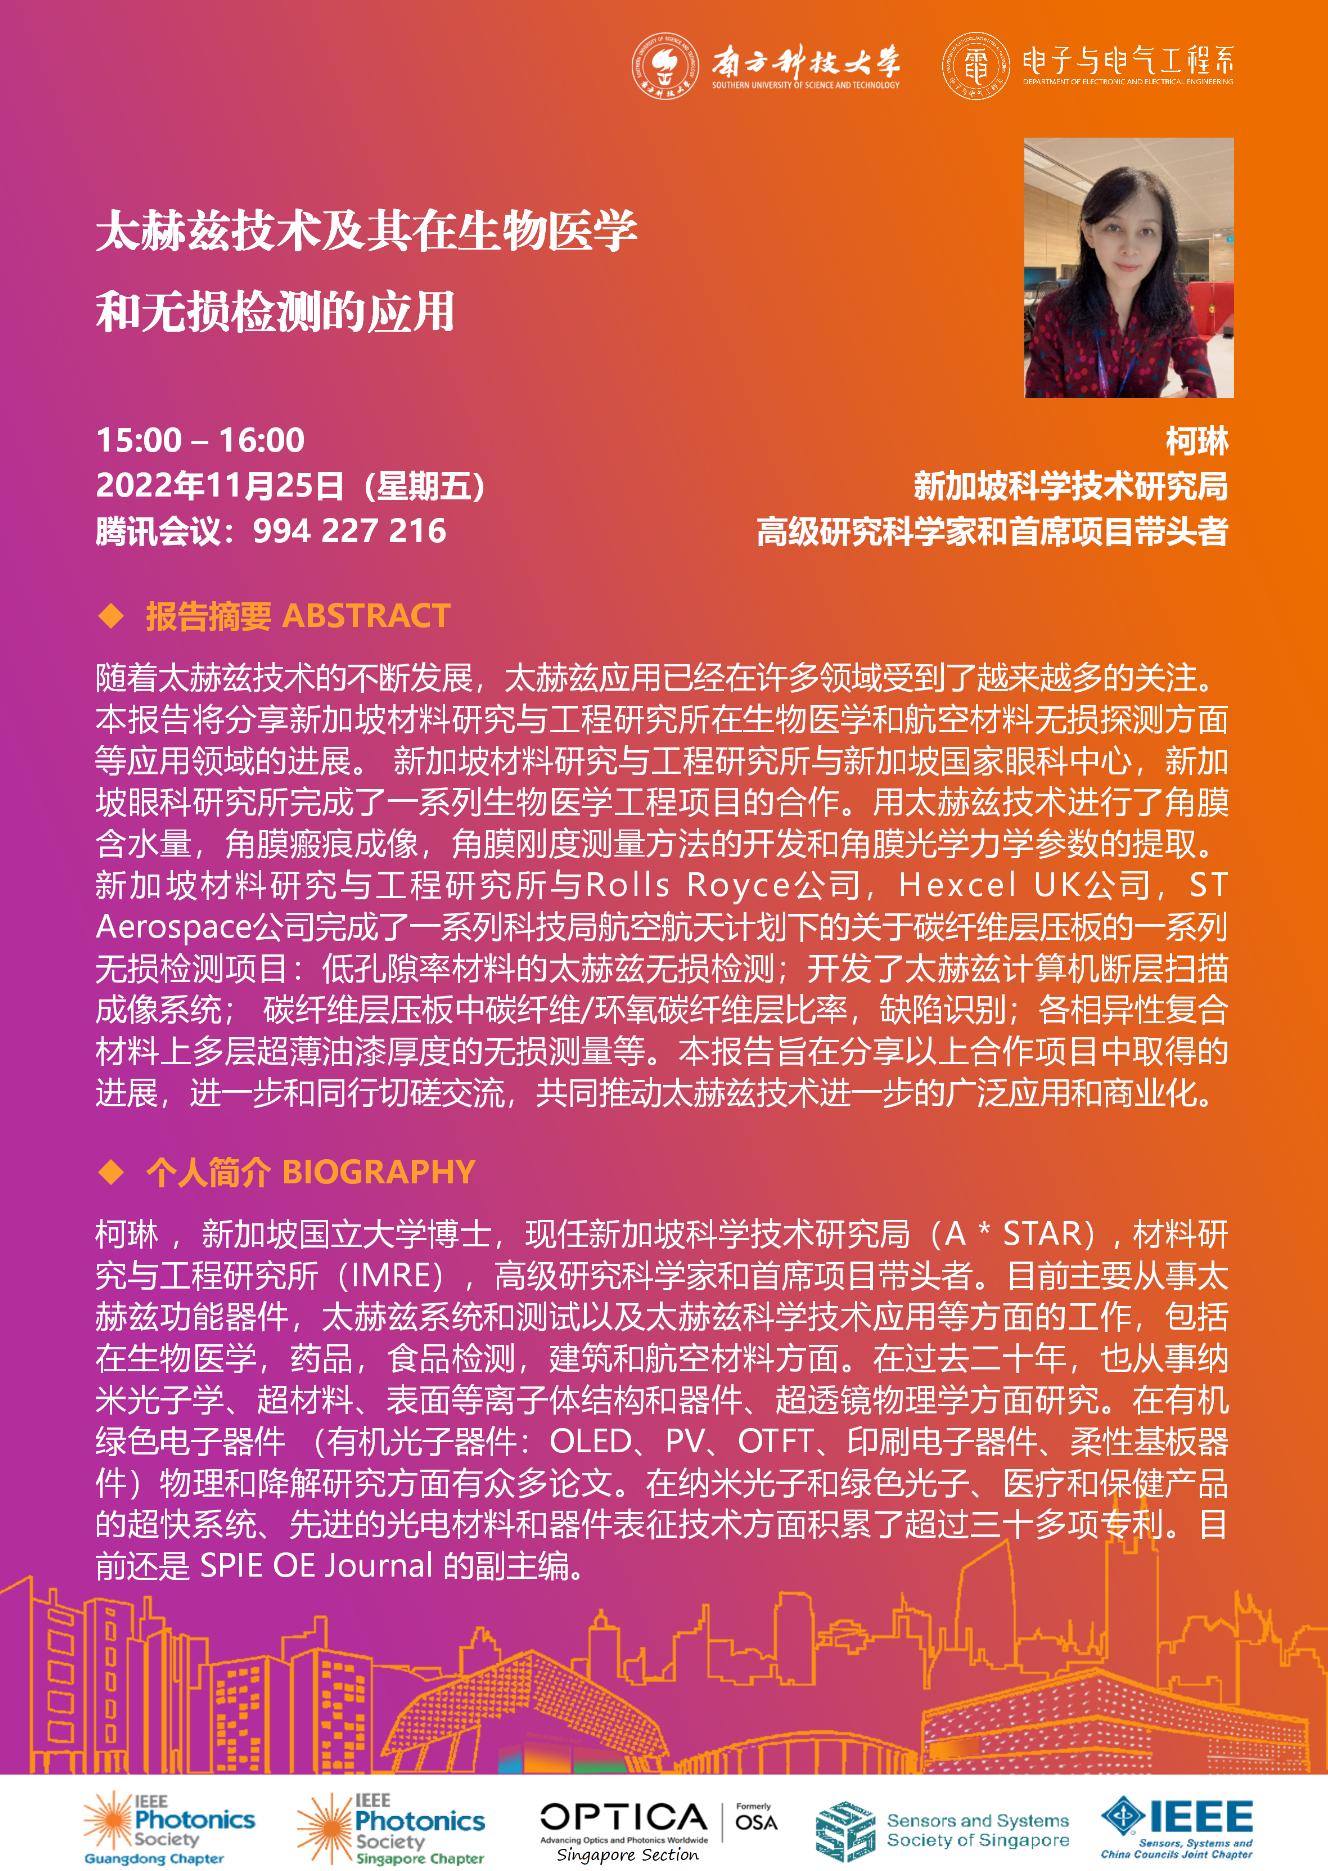 南方科技大学
SOUTHERN UNIVERSITY OF SCIENCE AND TECHNOLOGY
电子与电气工程系
DEPARTMENT OF ELECTRONIC AND ELECTRICAL ENGINEERING
太赫兹技术及其在生物医学
和无损检测的应用
15:00 – 16:00
2022年11月25日（星期五）
腾讯会议：994 227 216
柯琳
新加坡科学技术研究局
高级研究科学家和首席项目带头者
◆ 报告摘要 ABSTRACT
随着太赫兹技术的不断发展，太赫兹应用已经在许多领域受到了越来越多的关注。
本报告将分享新加坡材料研究与工程研究所在生物医学和航空材料无损探测方面
等应用领域的进展。 新加坡材料研究与工程研究所与新加坡国家眼科中心，新加
坡眼科研究所完成了一系列生物医学工程项目的合作。用太赫兹技术进行了角膜
含水量，角膜瘢痕成像，角膜刚度测量方法的开发和角膜光学力学参数的提取。
新加坡材料研究与工程研究所与Rolls Royce公司，Hexcel UK公司，ST
Aerospace公司完成了一系列科技局航空航天计划下的关于碳纤维层压板的一系列
无损检测项目：低孔隙率材料的太赫兹无损检测；开发了太赫兹计算机断层扫描
成像系统； 碳纤维层压板中碳纤维/环氧碳纤维层比率，缺陷识别；各相异性复合
材料上多层超薄油漆厚度的无损测量等。本报告旨在分享以上合作项目中取得的
进展，进一步和同行切磋交流，共同推动太赫兹技术进一步的广泛应用和商业化。
◆ 个人简介 BIOGRAPHY
柯琳 ，新加坡国立大学博士，现任新加坡科学技术研究局（A * STAR）, 材料研
究与工程研究所（IMRE），高级研究科学家和首席项目带头者。目前主要从事太
赫兹功能器件，太赫兹系统和测试以及太赫兹科学技术应用等方面的工作，包括
在生物医学，药品，食品检测，建筑和航空材料方面。在过去二十年，也从事纳
米光子学、超材料、表面等离子体结构和器件、超透镜物理学方面研究。在有机
绿色电子器件 （有机光子器件：OLED、PV、OTFT、印刷电子器件、柔性基板器
件）物理和降解研究方面有众多论文。在纳米光子和绿色光子、医疗和保健产品
的超快系统、先进的光电材料和器件表征技术方面积累了超过三十多项专利。目
前还是 SPIE OE Journal 的副主编。
IEEE
Photonics
Society
Guangdong Chapter
IEEE
Photonics
Society
Singapore Chapter
OPTICA
Formerly
OSA
Advancing Optics and Photonics Worldwide
Singapore Section
Sensors and Systems
Society of Singapore
IEEE
Sensors, Systems and
China Councils Joint Chapter